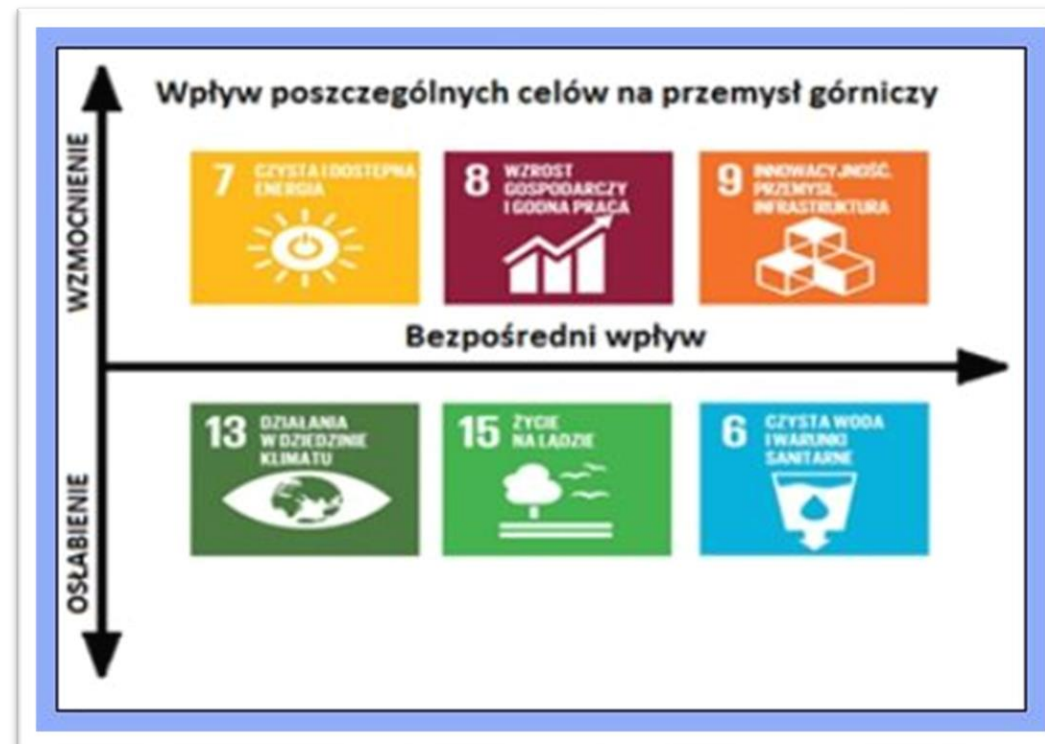 Wpływ poszczególnych celów na przemysł górniczy
WZMOCNIENIE
7 CZYSTA I DOSTĘPNA
ENERGIA
8 WZROST
GOSPODARCZY
I GODNA PRACA
9 INNOWACYJNOŚĆ,
PRZEMYSŁ,
INFRASTRUKTURA
Bezpośredni wpływ
OSŁABIENIE
13 DZIAŁANIA
W DZIEDZINIE
KLIMATU
15 ŻYCIE
NA LĄDZIE
6 CZYSTA WODA
I WARUNKI
SANITARNE